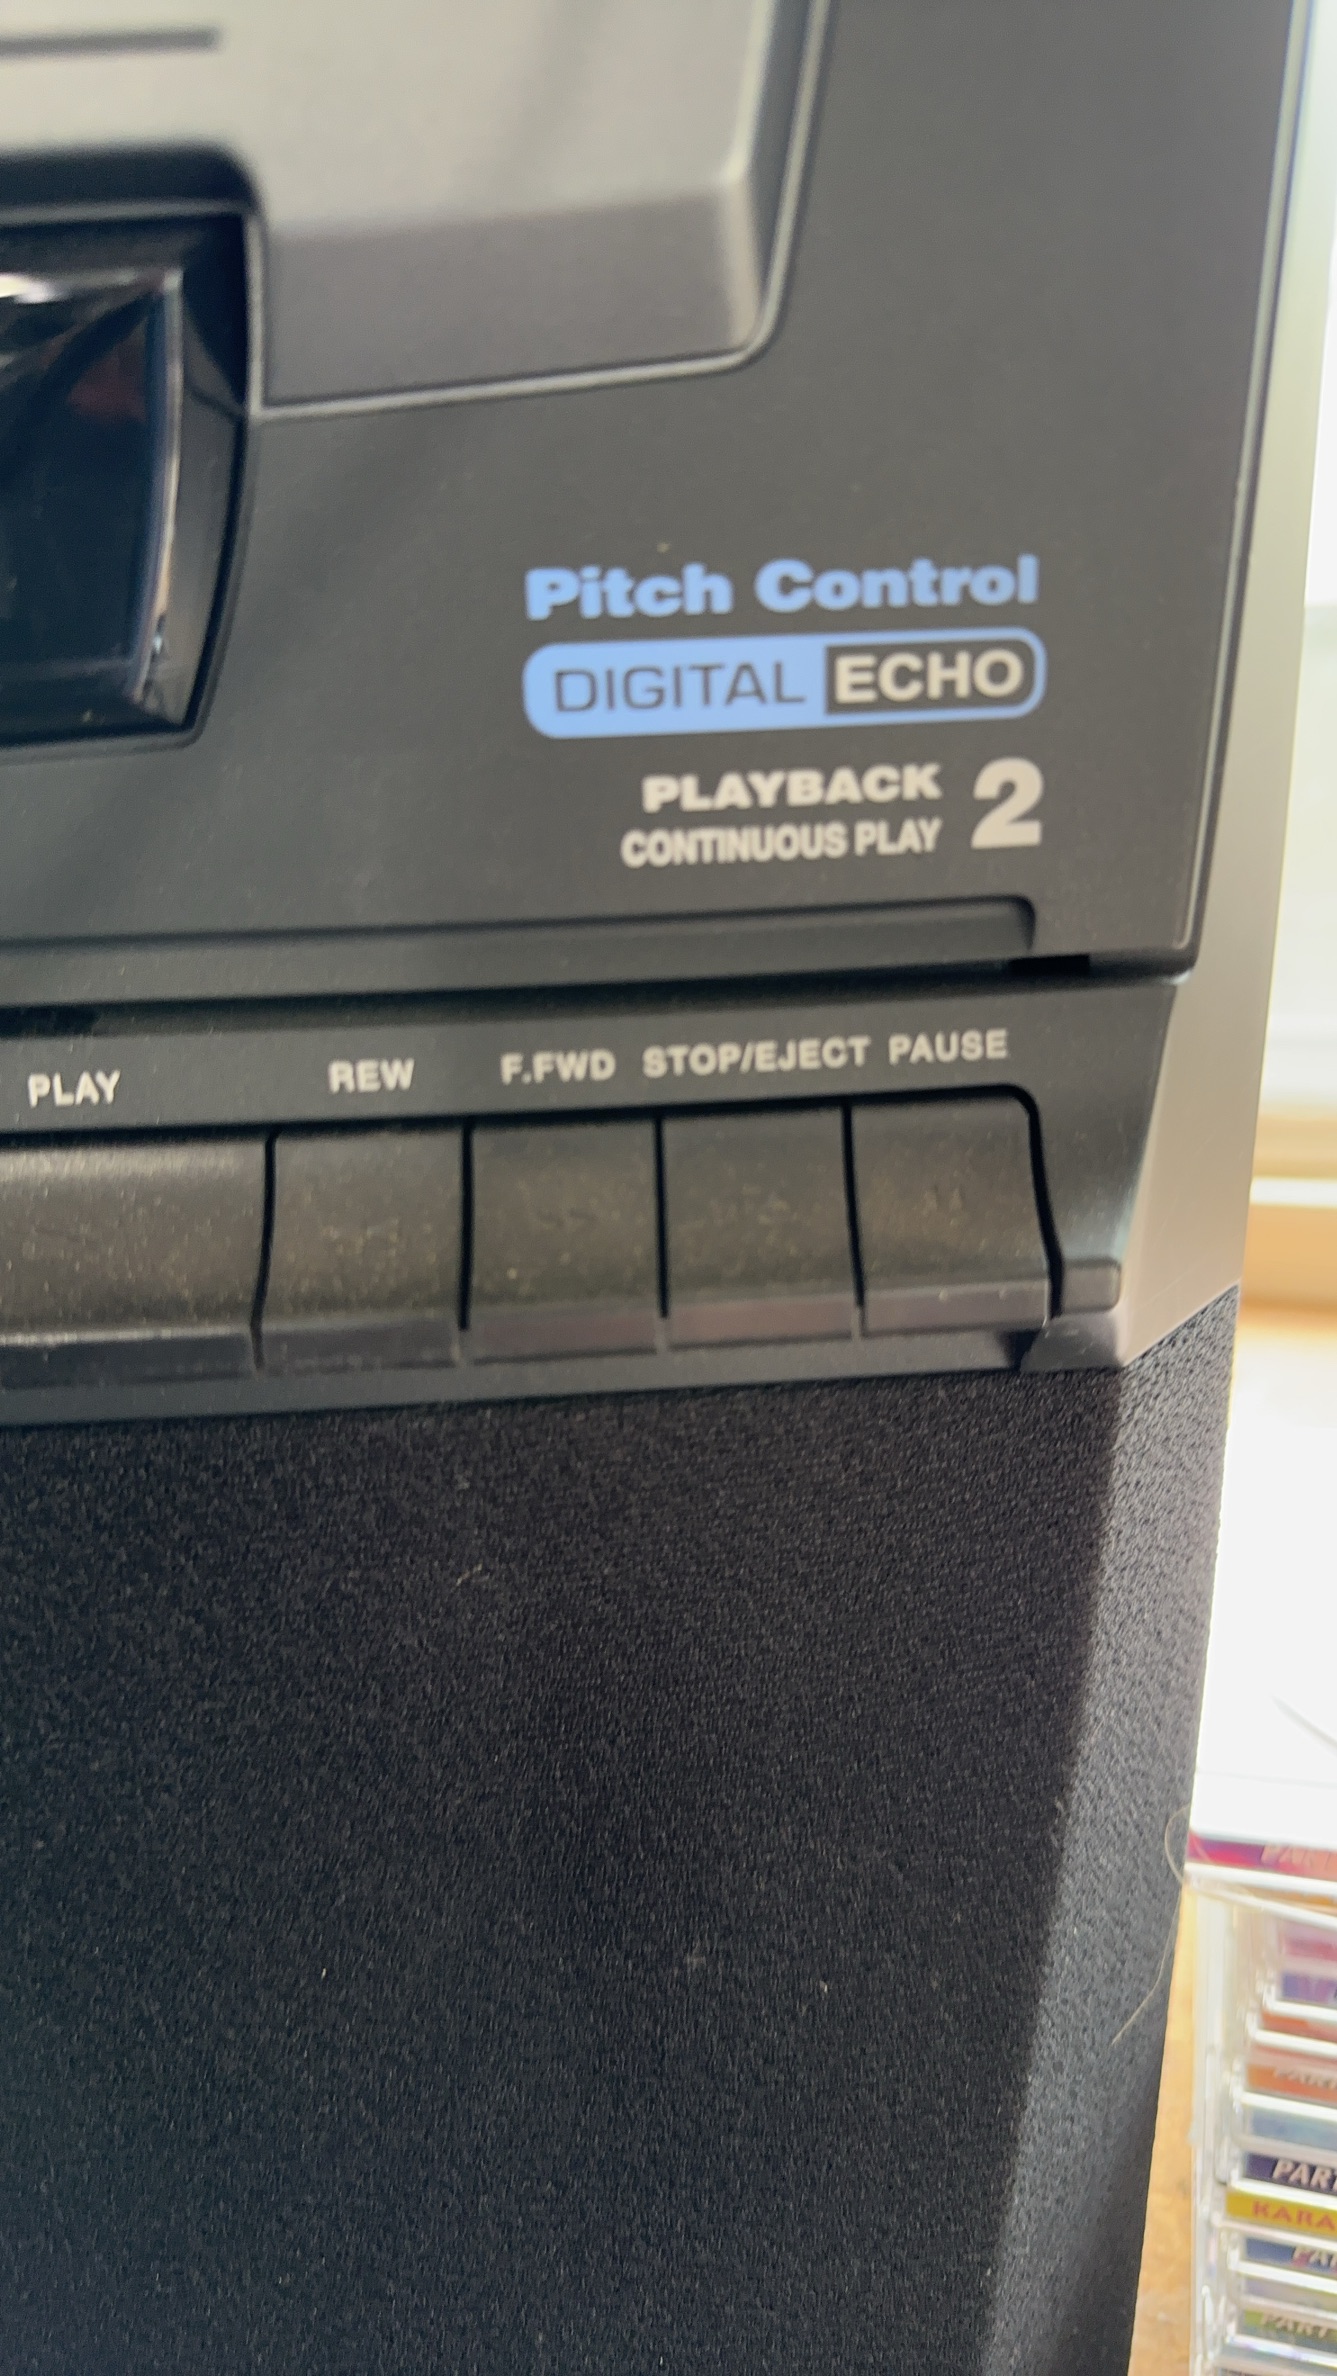 Pitch Control
DIGITAL ECHO
PLAYBACK 2
CONTINUOUS PLAY
PLAY REW F.FWD STOP/EJECT PAUSE